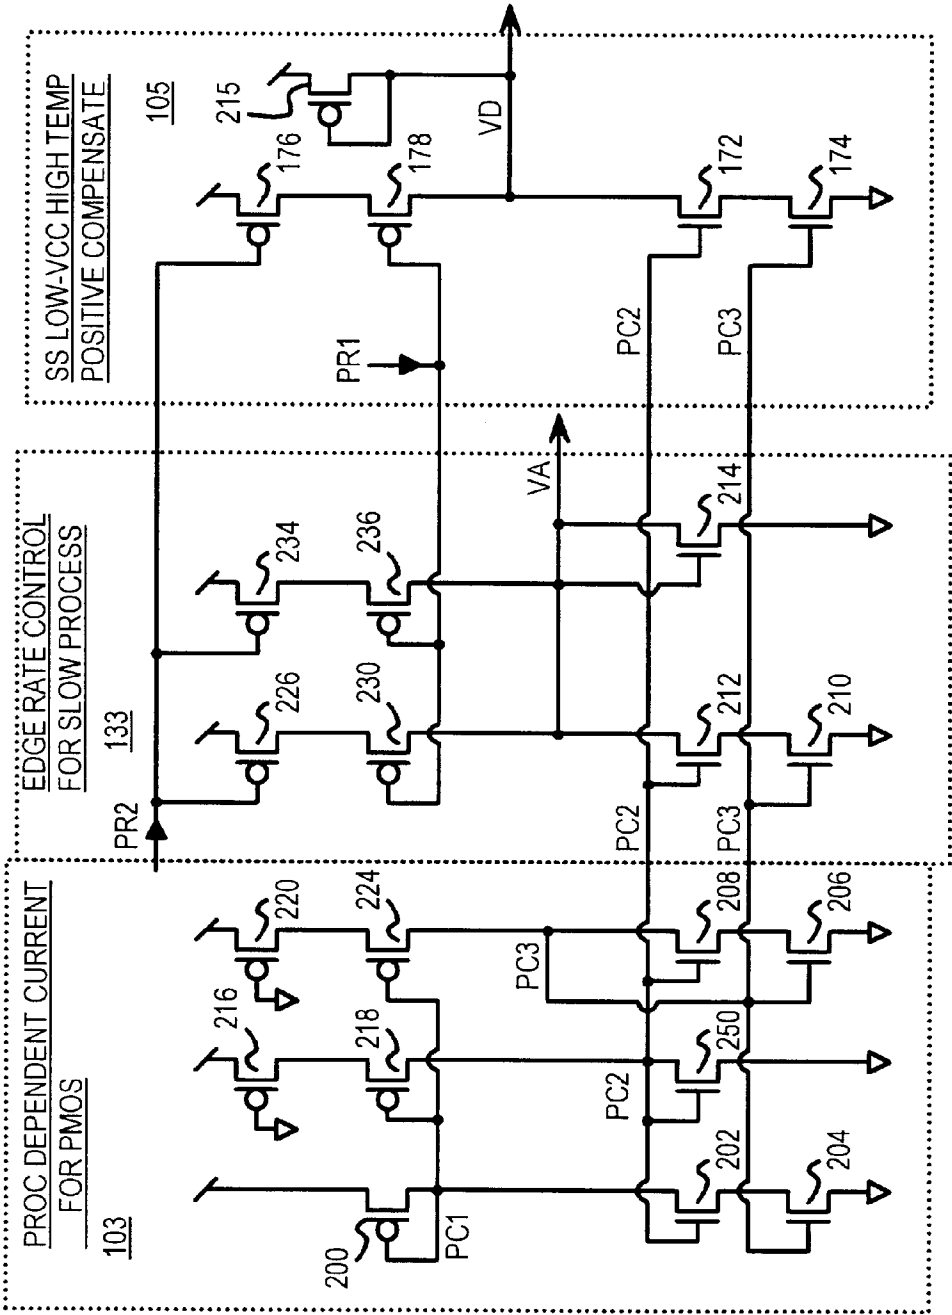 PROC DEPENDENT CURRENT
FOR PMOS
103
200
PC1
216
218
220
224
PC3
PC2
202
204
250
208
206
EDGE RATE CONTROL
FOR SLOW PROCESS
133
PR2
226
230
234
236
VA
PC2
PC3
212
210
214
SS LOW-VCC HIGH TEMP
POSITIVE COMPENSATE
105
215
176
178
PR1
VD
PC2
PC3
172
174